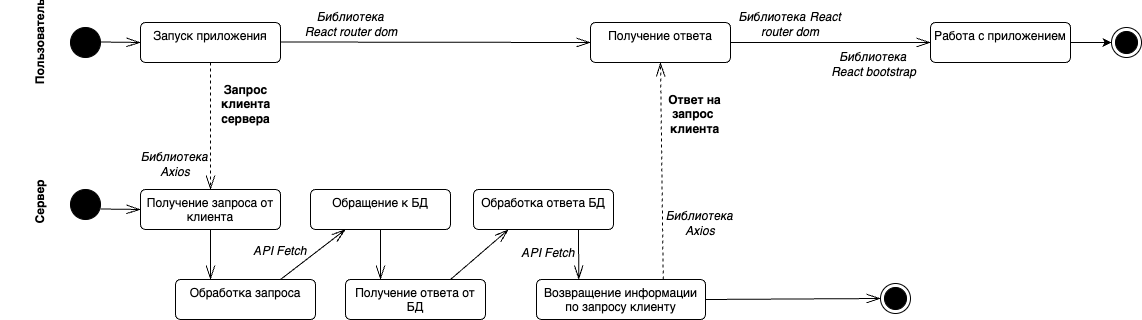 Пользователь
Запуск приложения
Библиотека
React router dom
Получение ответа
Библиотека React
router dom
Библиотека
React bootstrap
Работа с приложением
Запрос
клиента
сервера
Библиотека
Axios
Ответ на
запрос
клиента
Библиотека
Axios
Сервер
Получение запроса от
клиента
Обработка запроса
API Fetch
Обращение к БД
Получение ответа от
БД
Обработка ответа БД
API Fetch
Возвращение информации
по запросу клиенту